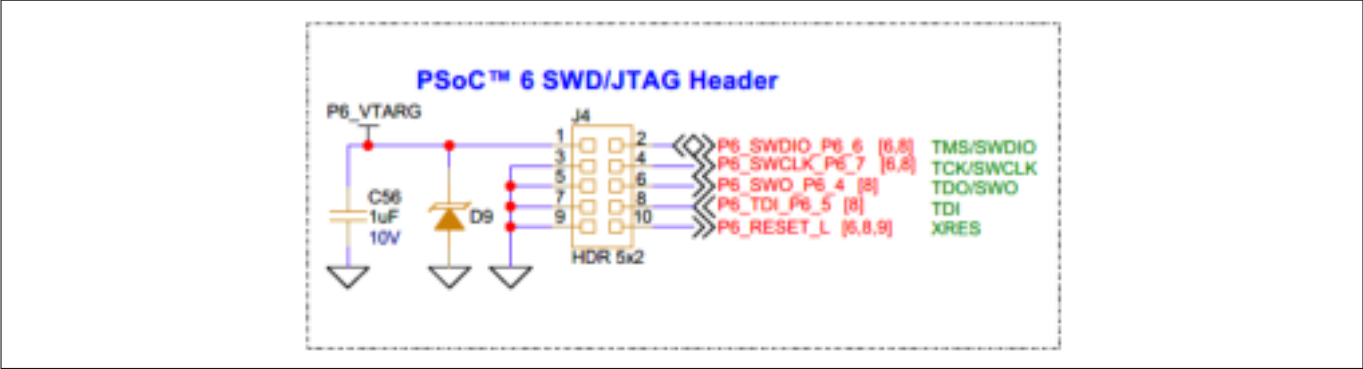 PSoC™ 6 SWD/JTAG Header
P6_VTARG
J4
1 2 P6_SWDIO_P6_6 [6,8] TMS/SWDIO
3 4 P6_SWCLK_P6_7 [6,8] TCK/SWCLK
5 6 P6_SWO_P6_4 [8] TDO/SWO
7 8 P6_TDI_P6_5 [8] TDI
9 10 P6_RESET_L [6,8,9] XRES
C56
1uF
10V
D9
HDR 5x2